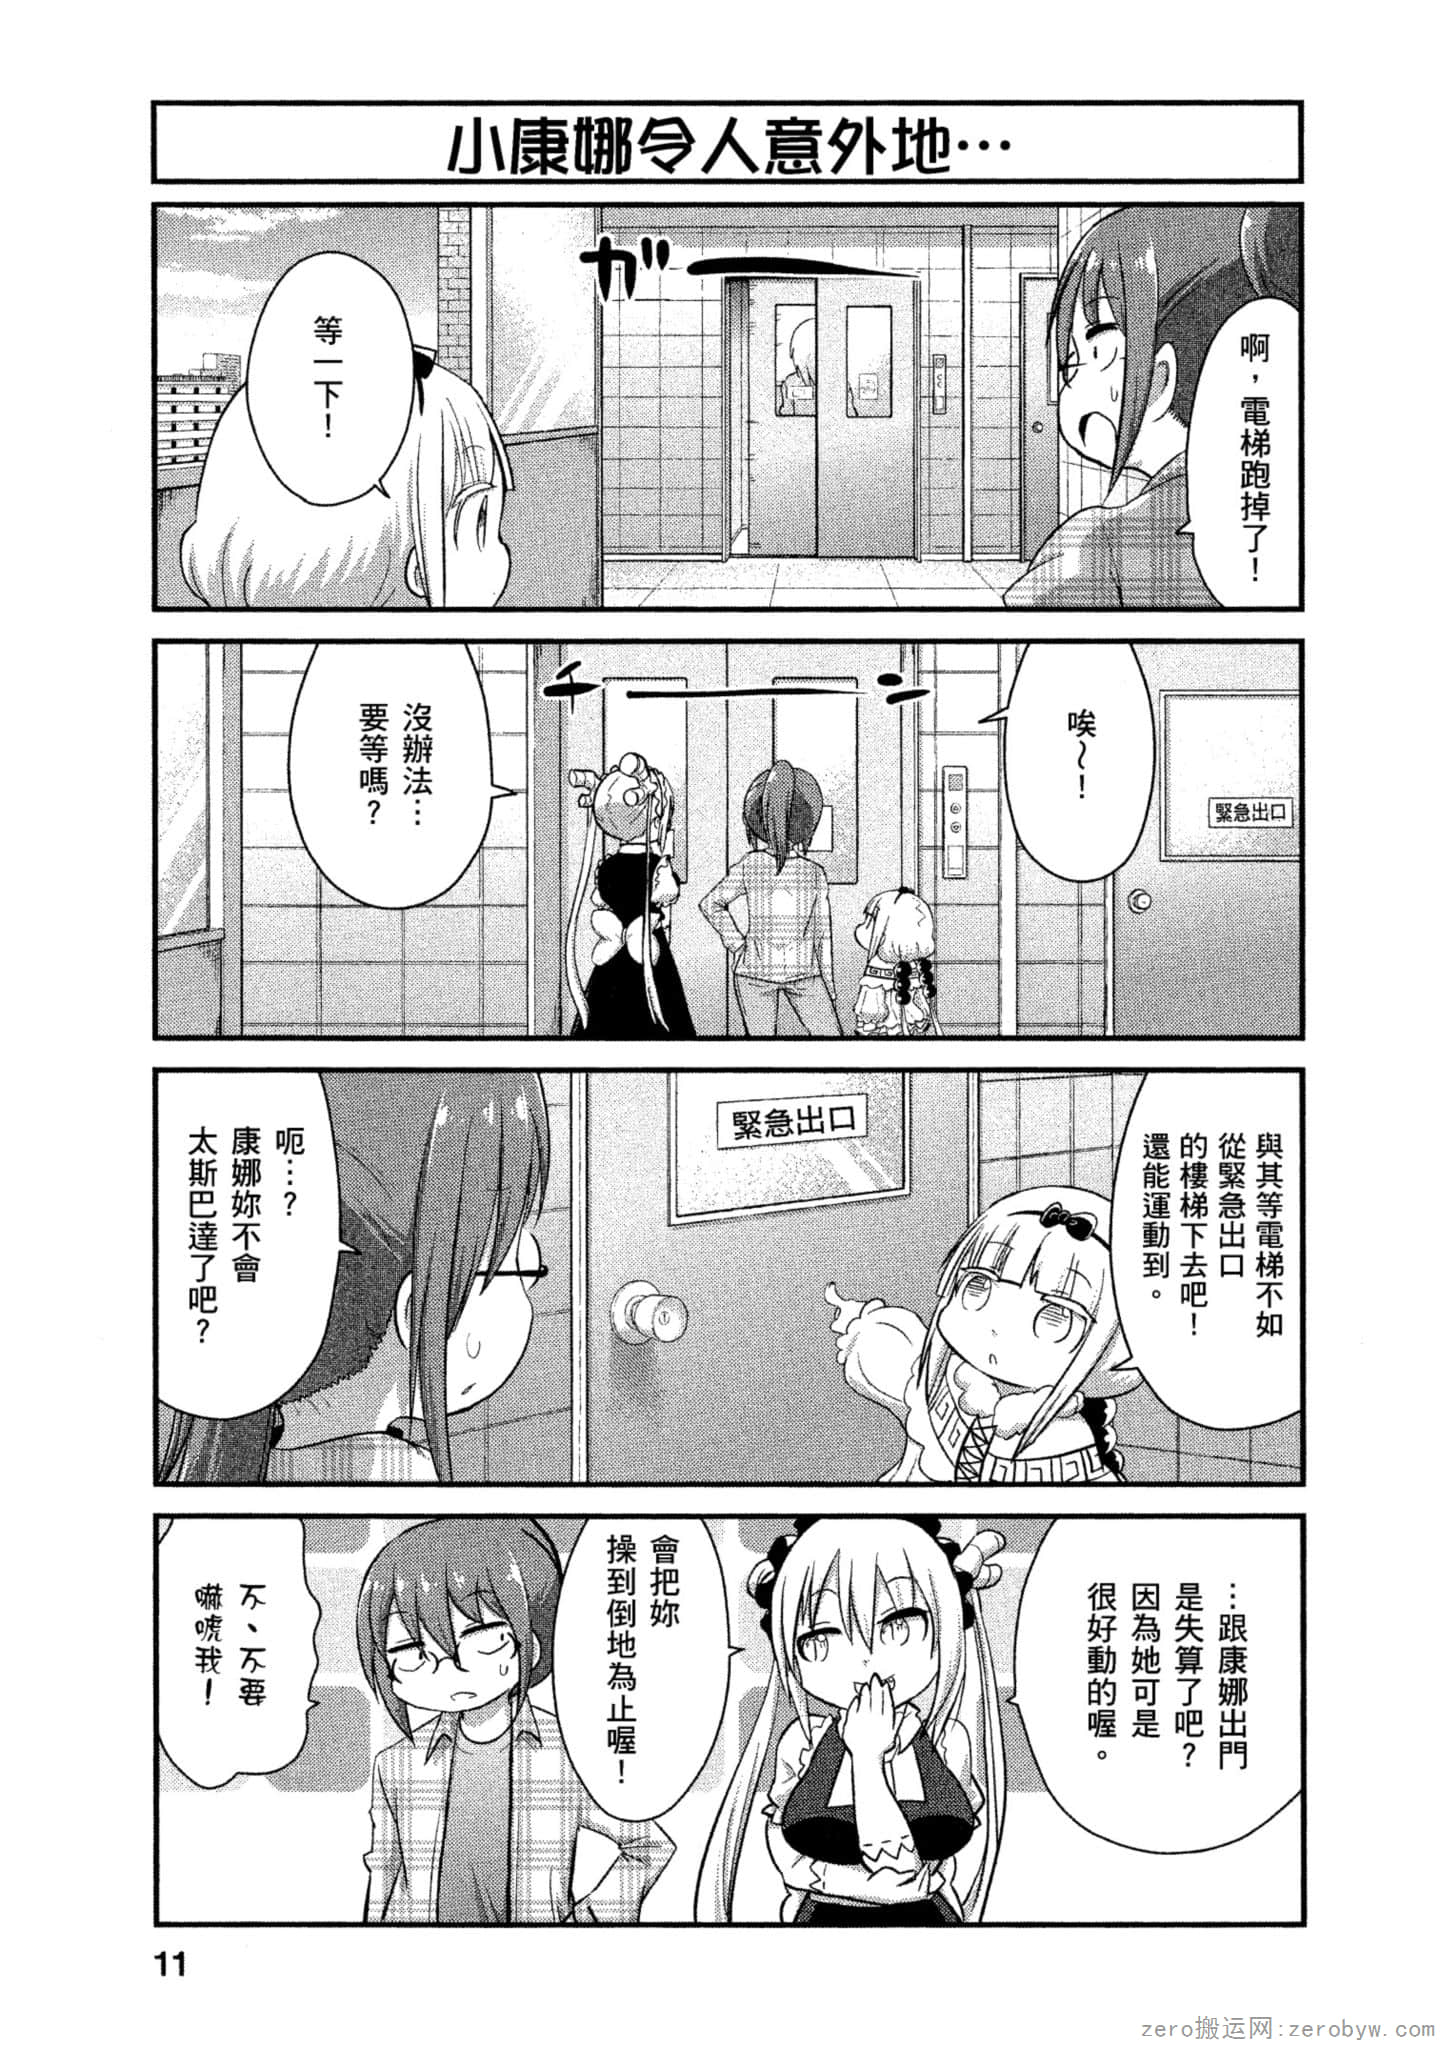 小康娜令人意外地…
啊，電梯跑掉了！
ガーー
等一下！
唉～！
チーーン
沒辦法…
要等嗎？
緊急出口
與其等電梯不如
從緊急出口
的樓梯下去吧！
還能運動到。
緊急出口
呃…？
康娜妳不會
太斯巴達了吧？
…跟康娜出門
是失算了吧？
因為她可是
很好動的喔。
會把妳
操到倒地為止喔！
不、不要
嚇唬我！
11
zero搬运网:zerobyw.com